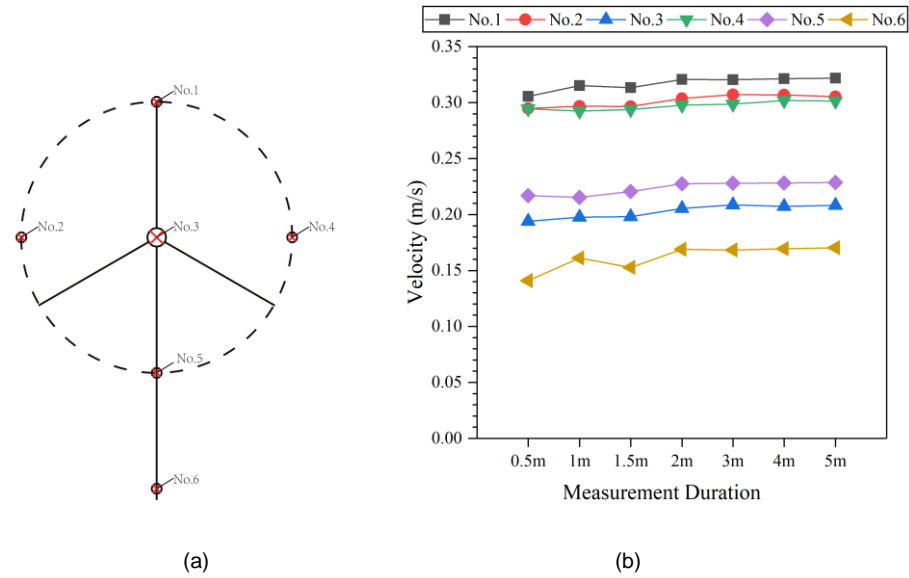 No.1
No.2
No.3
No.4
No.5
No.6
(a)
No.1 No.2 No.3 No.4 No.5 No.6
0.35
0.30
0.25
0.20
0.15
0.10
0.05
0.00
Velocity (m/s)
0.5m 1m 1.5m 2m 3m 4m 5m
Measurement Duration
(b)